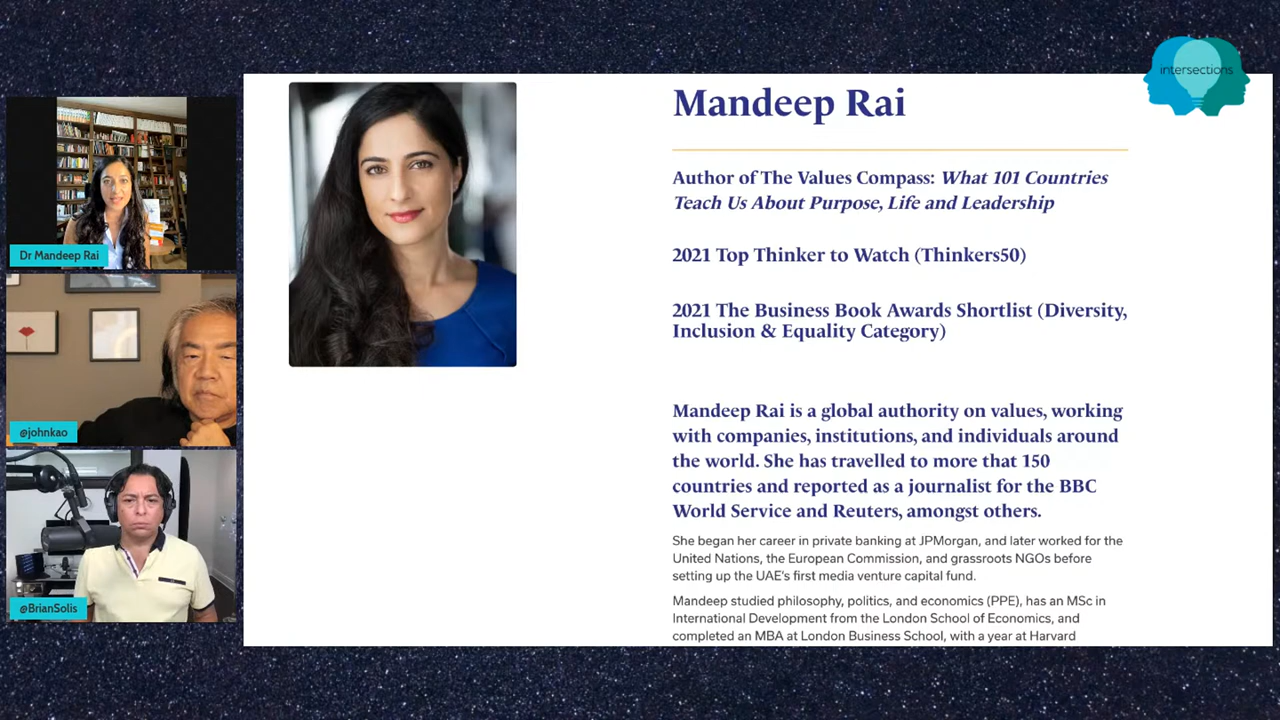 intersections
Dr Mandeep Rai
@johnkao
@BrianSolis
Mandeep Rai
Author of The Values Compass: What 101 Countries
Teach Us About Purpose, Life and Leadership
2021 Top Thinker to Watch (Thinkers50)
2021 The Business Book Awards Shortlist (Diversity,
Inclusion & Equality Category)
Mandeep Rai is a global authority on values, working
with companies, institutions, and individuals around
the world. She has travelled to more that 150
countries and reported as a journalist for the BBC
World Service and Reuters, amongst others.
She began her career in private banking at JPMorgan, and later worked for the
United Nations, the European Commission, and grassroots NGOs before
setting up the UAE's first media venture capital fund.
Mandeep studied philosophy, politics, and economics (PPE), has an MSc in
International Development from the London School of Economics, and
completed an MBA at London Business School, with a year at Harvard